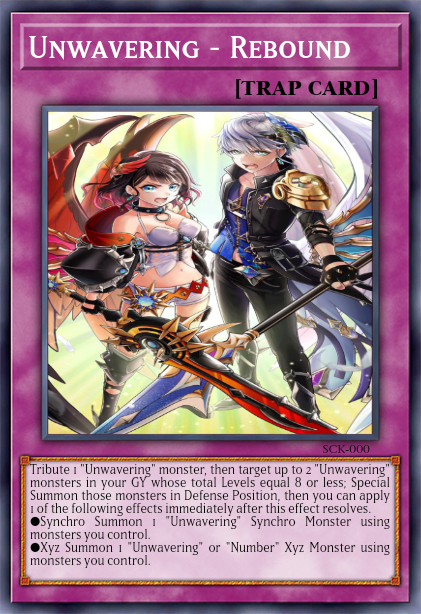 Unwavering - Rebound
[TRAP CARD]
SCK-000
Tribute 1 "Unwavering" monster, then target up to 2 "Unwavering"
monsters in your GY whose total Levels equal 8 or less; Special
Summon those monsters in Defense Position, then you can apply
1 of the following effects immediately after this effect resolves.
●Synchro Summon 1 "Unwavering" Synchro Monster using
monsters you control.
●Xyz Summon 1 "Unwavering" or "Number" Xyz Monster using
monsters you control.